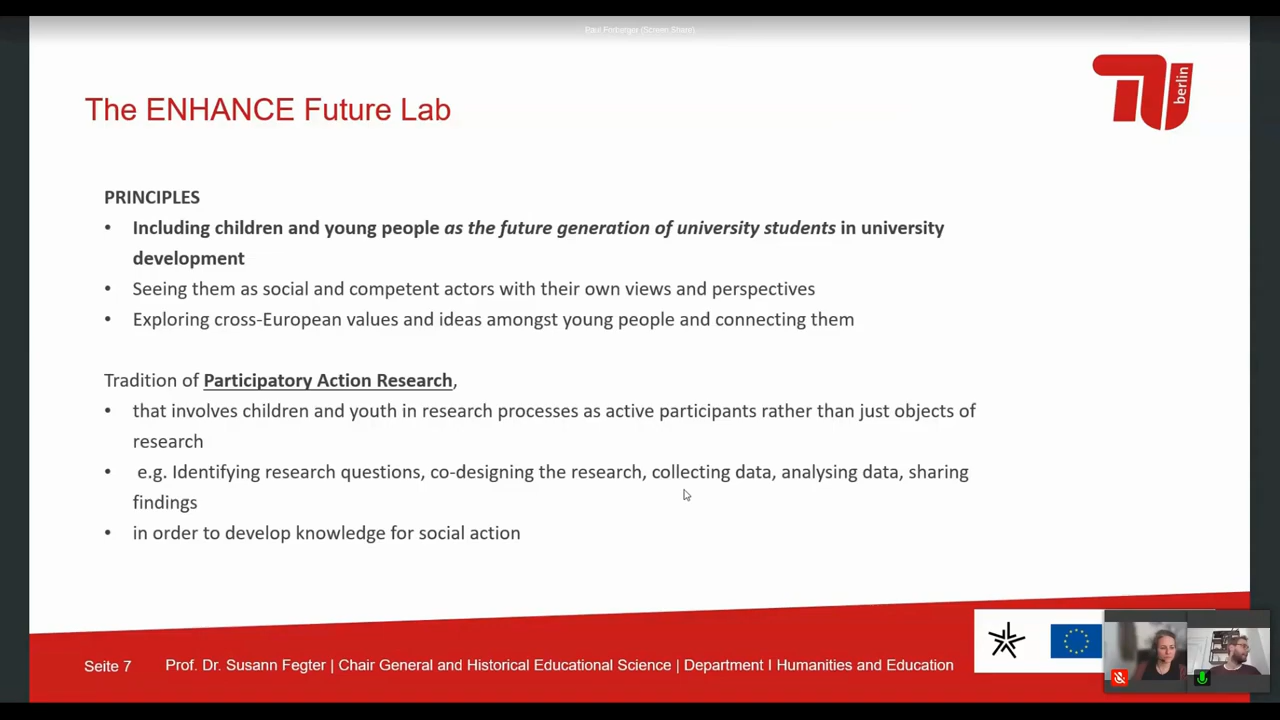 The ENHANCE Future Lab
berlin
PRINCIPLES
• Including children and young people as the future generation of university students in university
development
• Seeing them as social and competent actors with their own views and perspectives
• Exploring cross-European values and ideas amongst young people and connecting them
Tradition of Participatory Action Research,
• that involves children and youth in research processes as active participants rather than just objects of
research
• e.g. Identifying research questions, co-designing the research, collecting data, analysing data, sharing
findings
• in order to develop knowledge for social action
Seite 7
Prof. Dr. Susann Fegter | Chair General and Historical Educational Science | Department I Humanities and Education